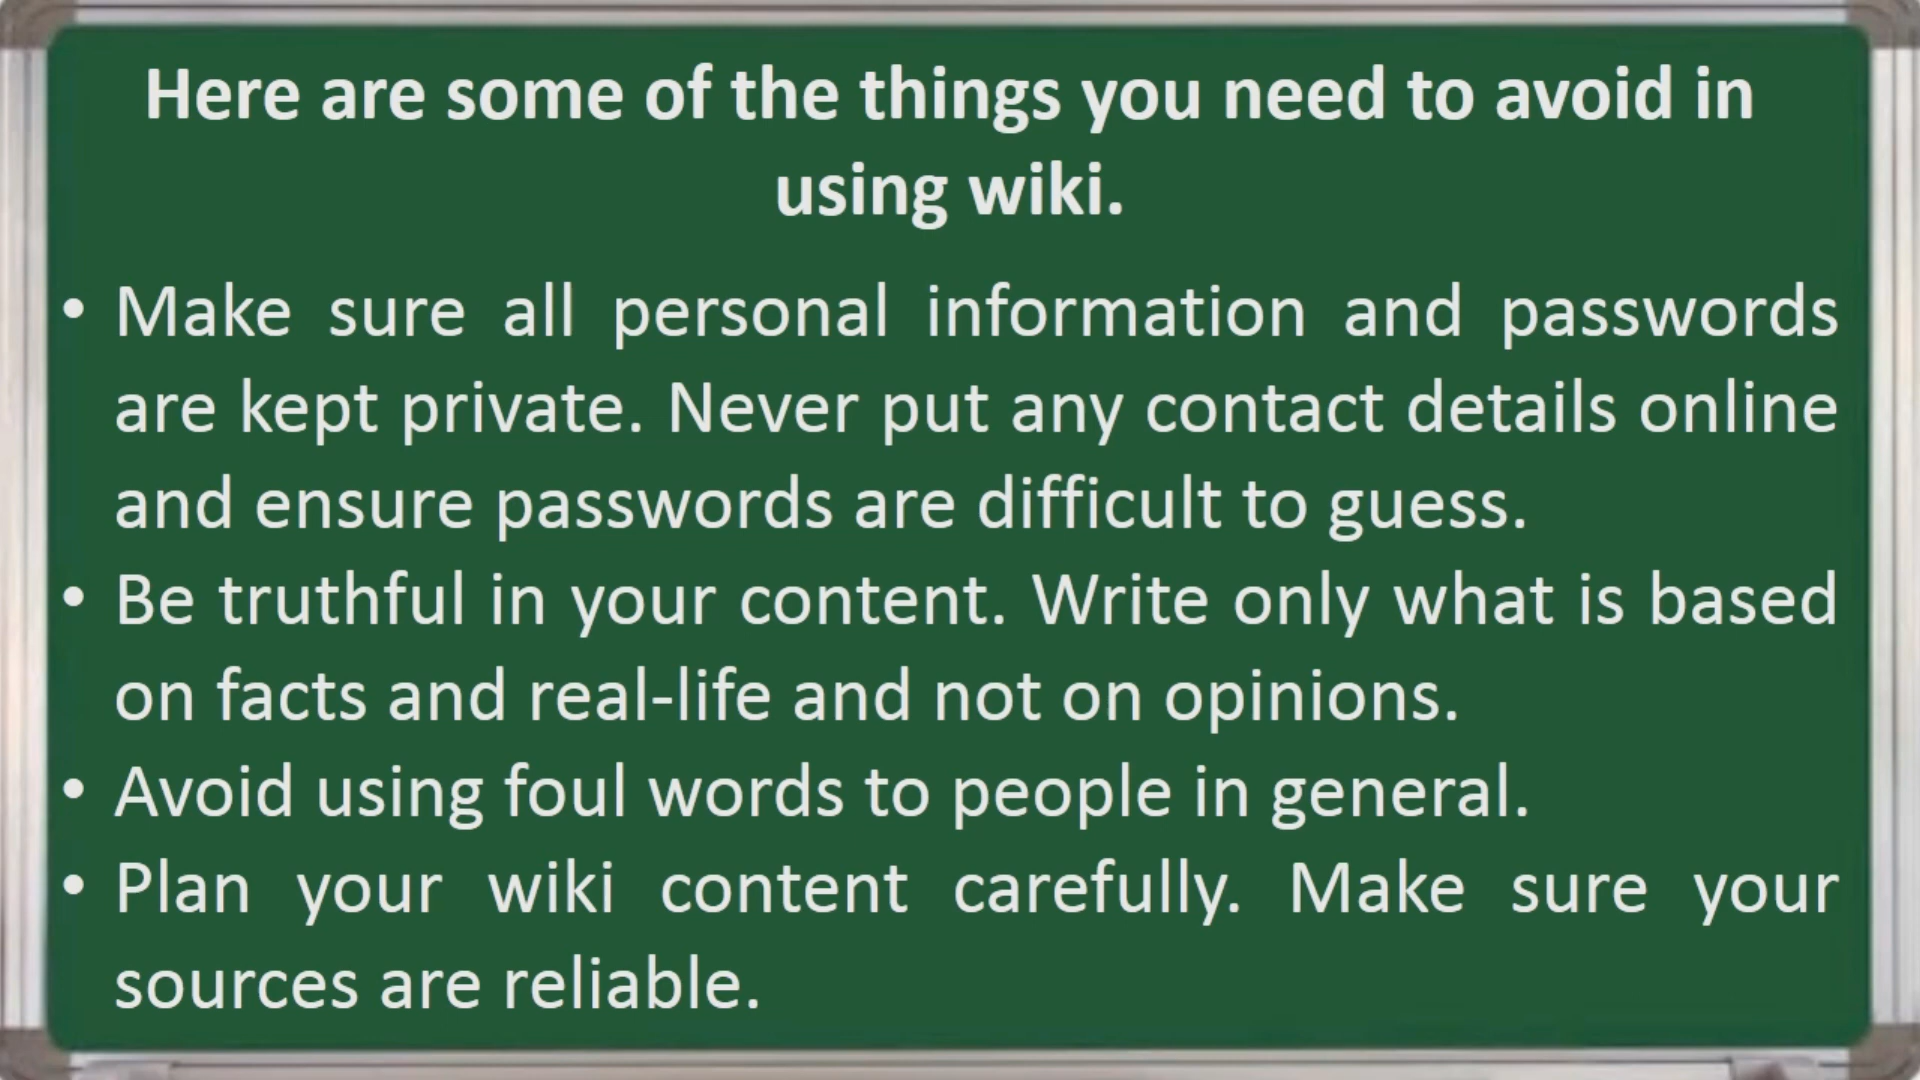 Here are some of the things you need to avoid in
using wiki.
• Make sure all personal information and passwords
are kept private. Never put any contact details online
and ensure passwords are difficult to guess.
• Be truthful in your content. Write only what is based
on facts and real-life and not on opinions.
• Avoid using foul words to people in general.
• Plan your wiki content carefully. Make sure your
sources are reliable.